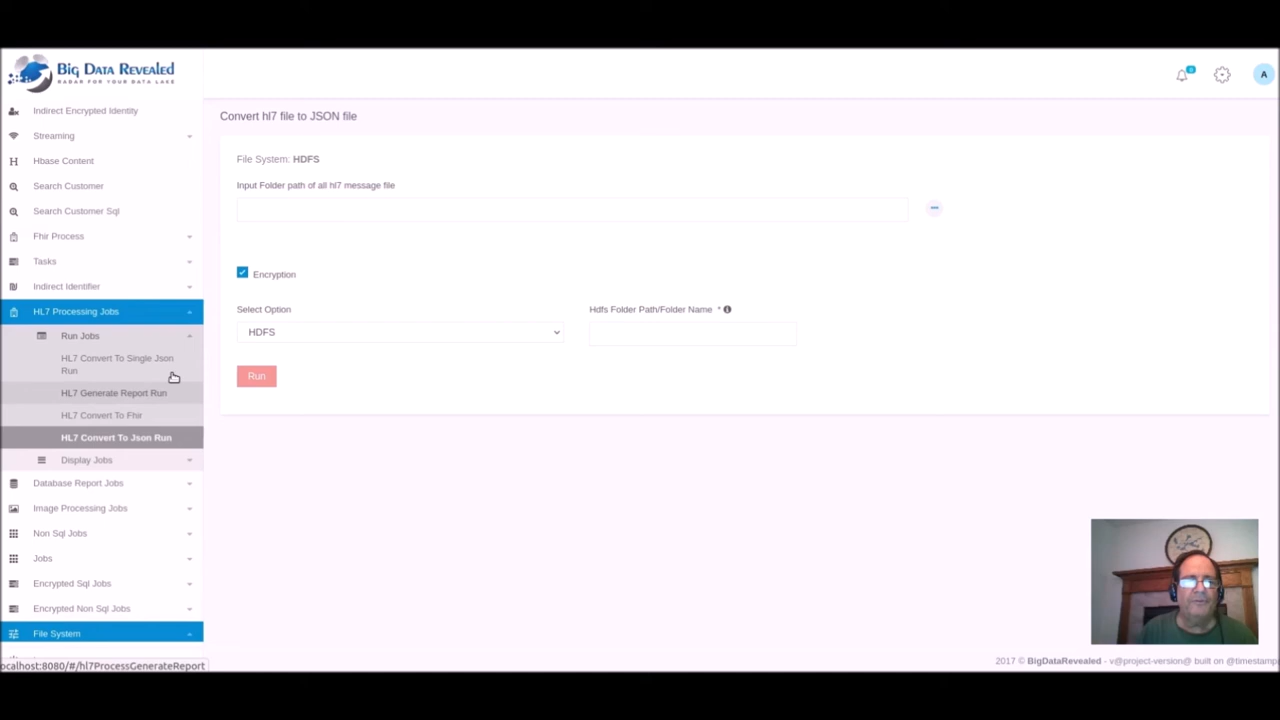 BIG DATA REVEALED
RADAR FOR YOUR DATA LAKE
Indirect Encrypted Identity
Streaming
Hbase Content
Search Customer
Search Customer Sql
Fhir Process
Tasks
Indirect Identifier
HL7 Processing Jobs
Run Jobs
HL7 Convert To Single Json
Run
HL7 Generate Report Run
HL7 Convert To Fhir
HL7 Convert To Json Run
Display Jobs
Database Report Jobs
Image Processing Jobs
Non Sql Jobs
Jobs
Encrypted Sql Jobs
Encrypted Non Sql Jobs
File System
ocalhost:8080/#/hl7ProcessGenerateReport
A
Convert hl7 file to JSON file
File System: HDFS
Input Folder path of all hl7 message file
Encryption
Select Option
Hdfs Folder Path/Folder Name *
HDFS
Run
2017 © BigDataRevealed - v@project-version@ built on @timestamp